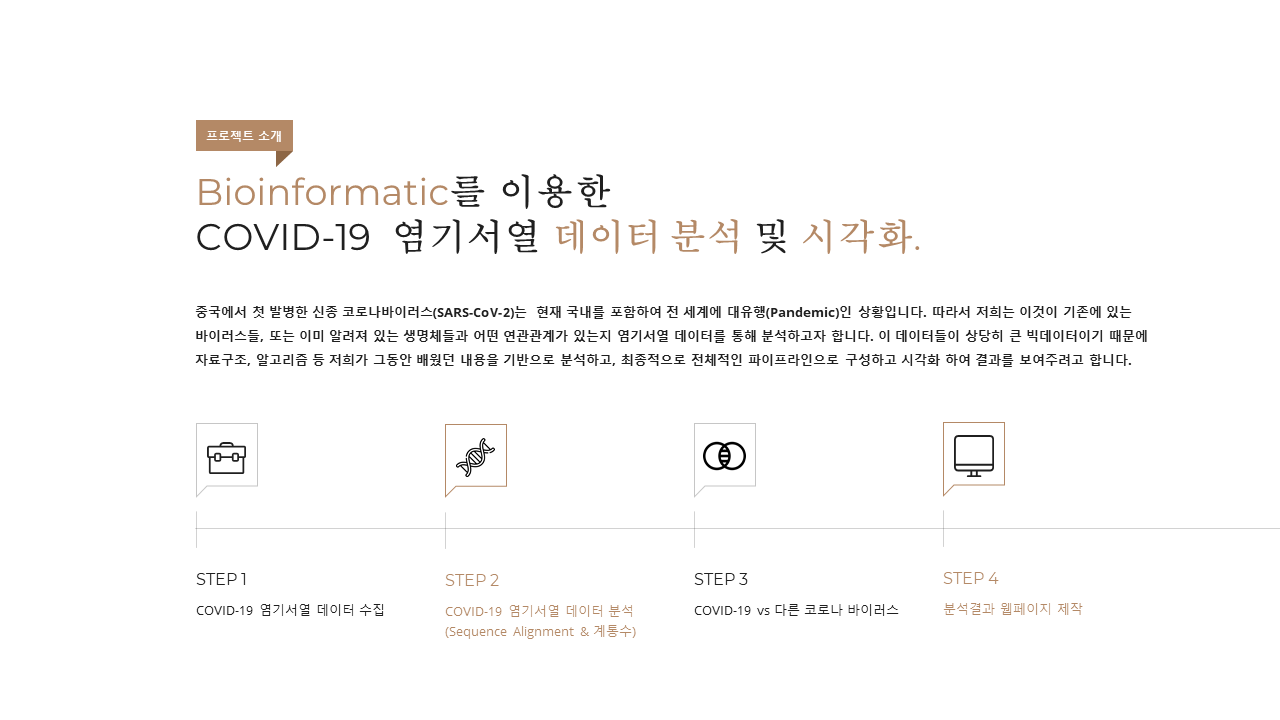 프로젝트 소개
Bioinformatic를 이용한
COVID-19 염기서열 데이터 분석 및 시각화.
중국에서 첫 발병한 신종 코로나바이러스(SARS-CoV-2)는 현재 국내를 포함하여 전 세계에 대유행(Pandemic)인 상황입니다. 따라서 저희는 이것이 기존에 있는
바이러스들, 또는 이미 알려져 있는 생명체들과 어떤 연관관계가 있는지 염기서열 데이터를 통해 분석하고자 합니다. 이 데이터들이 상당히 큰 빅데이터이기 때문에
자료구조, 알고리즘 등 저희가 그동안 배웠던 내용을 기반으로 분석하고, 최종적으로 전체적인 파이프라인으로 구성하고 시각화 하여 결과를 보여주려고 합니다.
STEP 1
COVID-19 염기서열 데이터 수집
STEP 2
COVID-19 염기서열 데이터 분석
(Sequence Alignment & 계통수)
STEP 3
COVID-19 vs 다른 코로나 바이러스
STEP 4
분석결과 웹페이지 제작